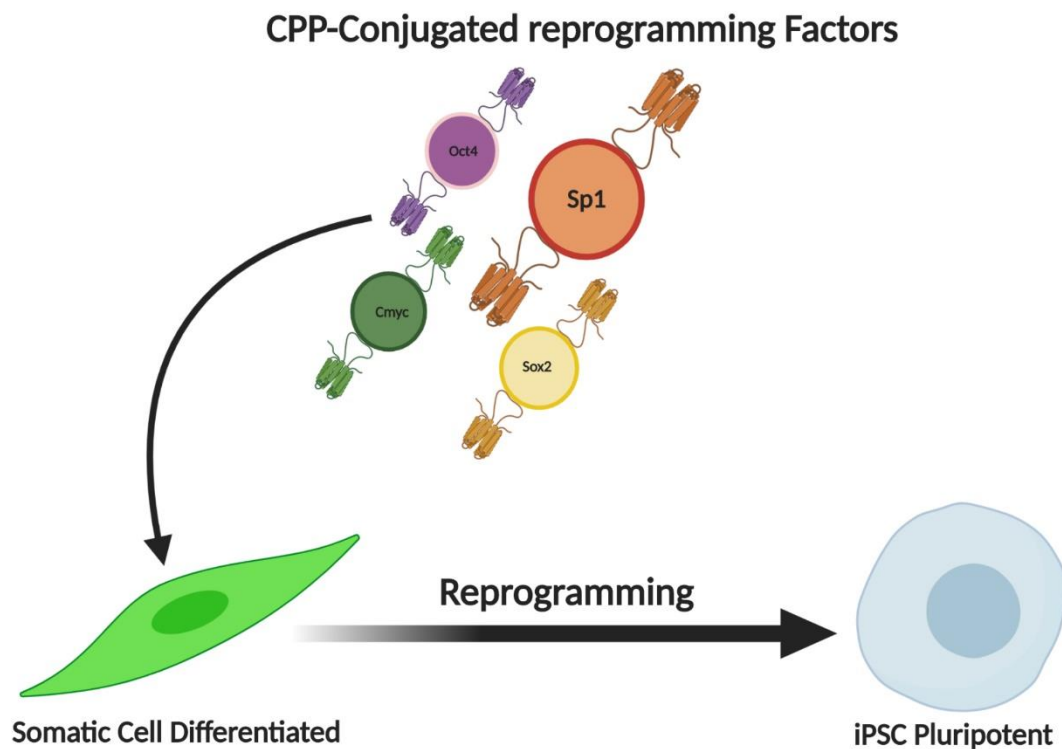 CPP-Conjugated reprogramming Factors
Oct4
Sp1
Cmyc
Sox2
Reprogramming
Somatic Cell Differentiated
iPSC Pluripotent